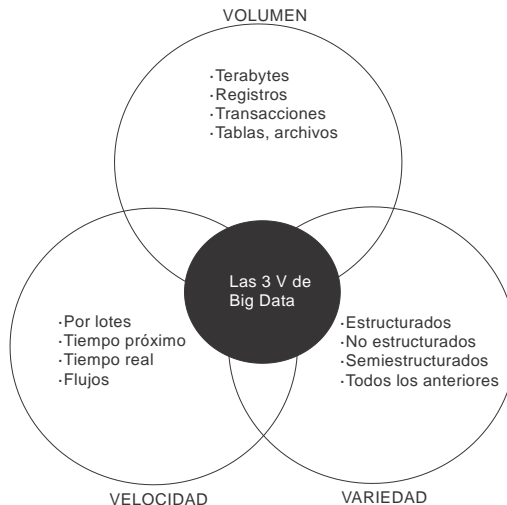 VOLUMEN
·Terabytes
·Registros
·Transacciones
·Tablas, archivos
Las 3 V de
Big Data
·Por lotes
·Tiempo próximo
·Tiempo real
·Flujos
·Estructurados
·No estructurados
·Semiestructurados
·Todos los anteriores
VELOCIDAD
VARIEDAD